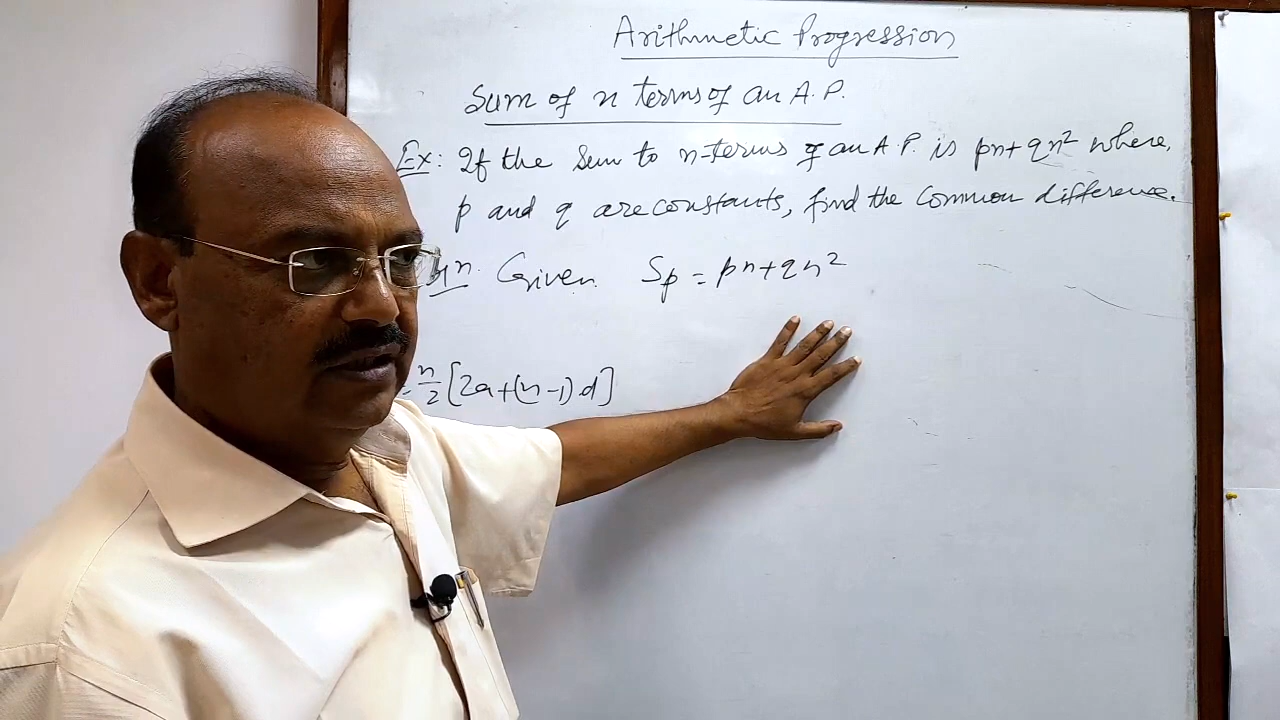 Arithmetic Progression
Sum of n terms of an A.P.
Ex: If the Sum to n-terms of an A.P. is pn+qn² where,
p and q are constants, find the common difference.
Given Sp = pn+qn²
= n/2 [2a+(n-1).d]